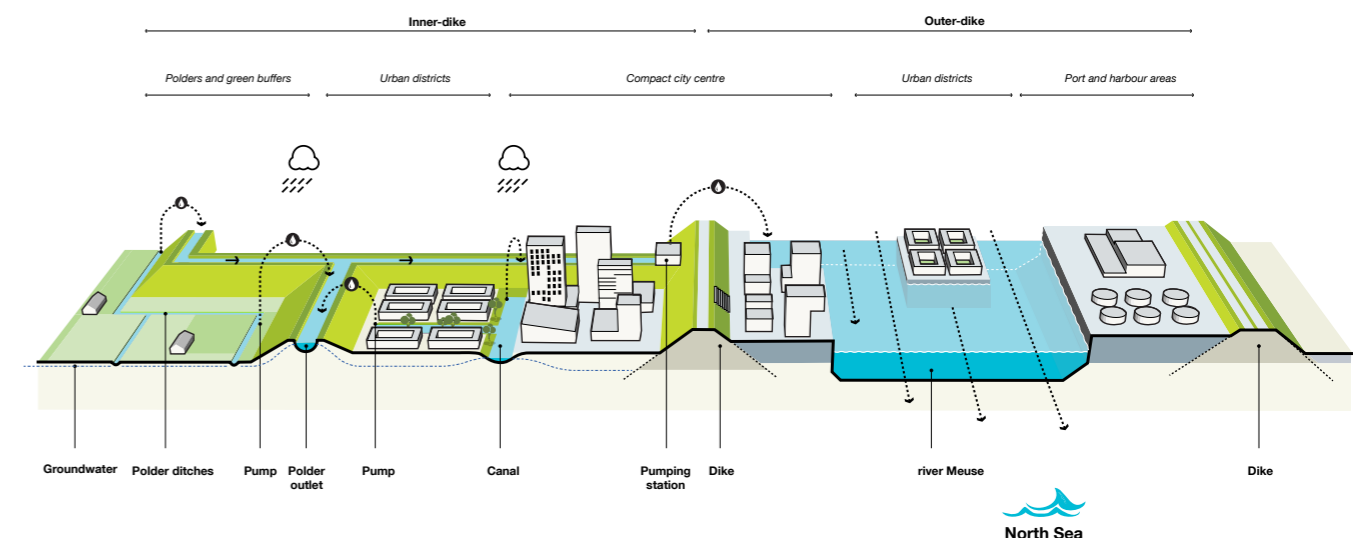 Inner-dike
Outer-dike
Polders and green buffers
Urban districts
Compact city centre
Urban districts
Port and harbour areas
Groundwater
Polder ditches
Pump
Polder
outlet
Pump
Canal
Pumping
station
Dike
river Meuse
Dike
North Sea